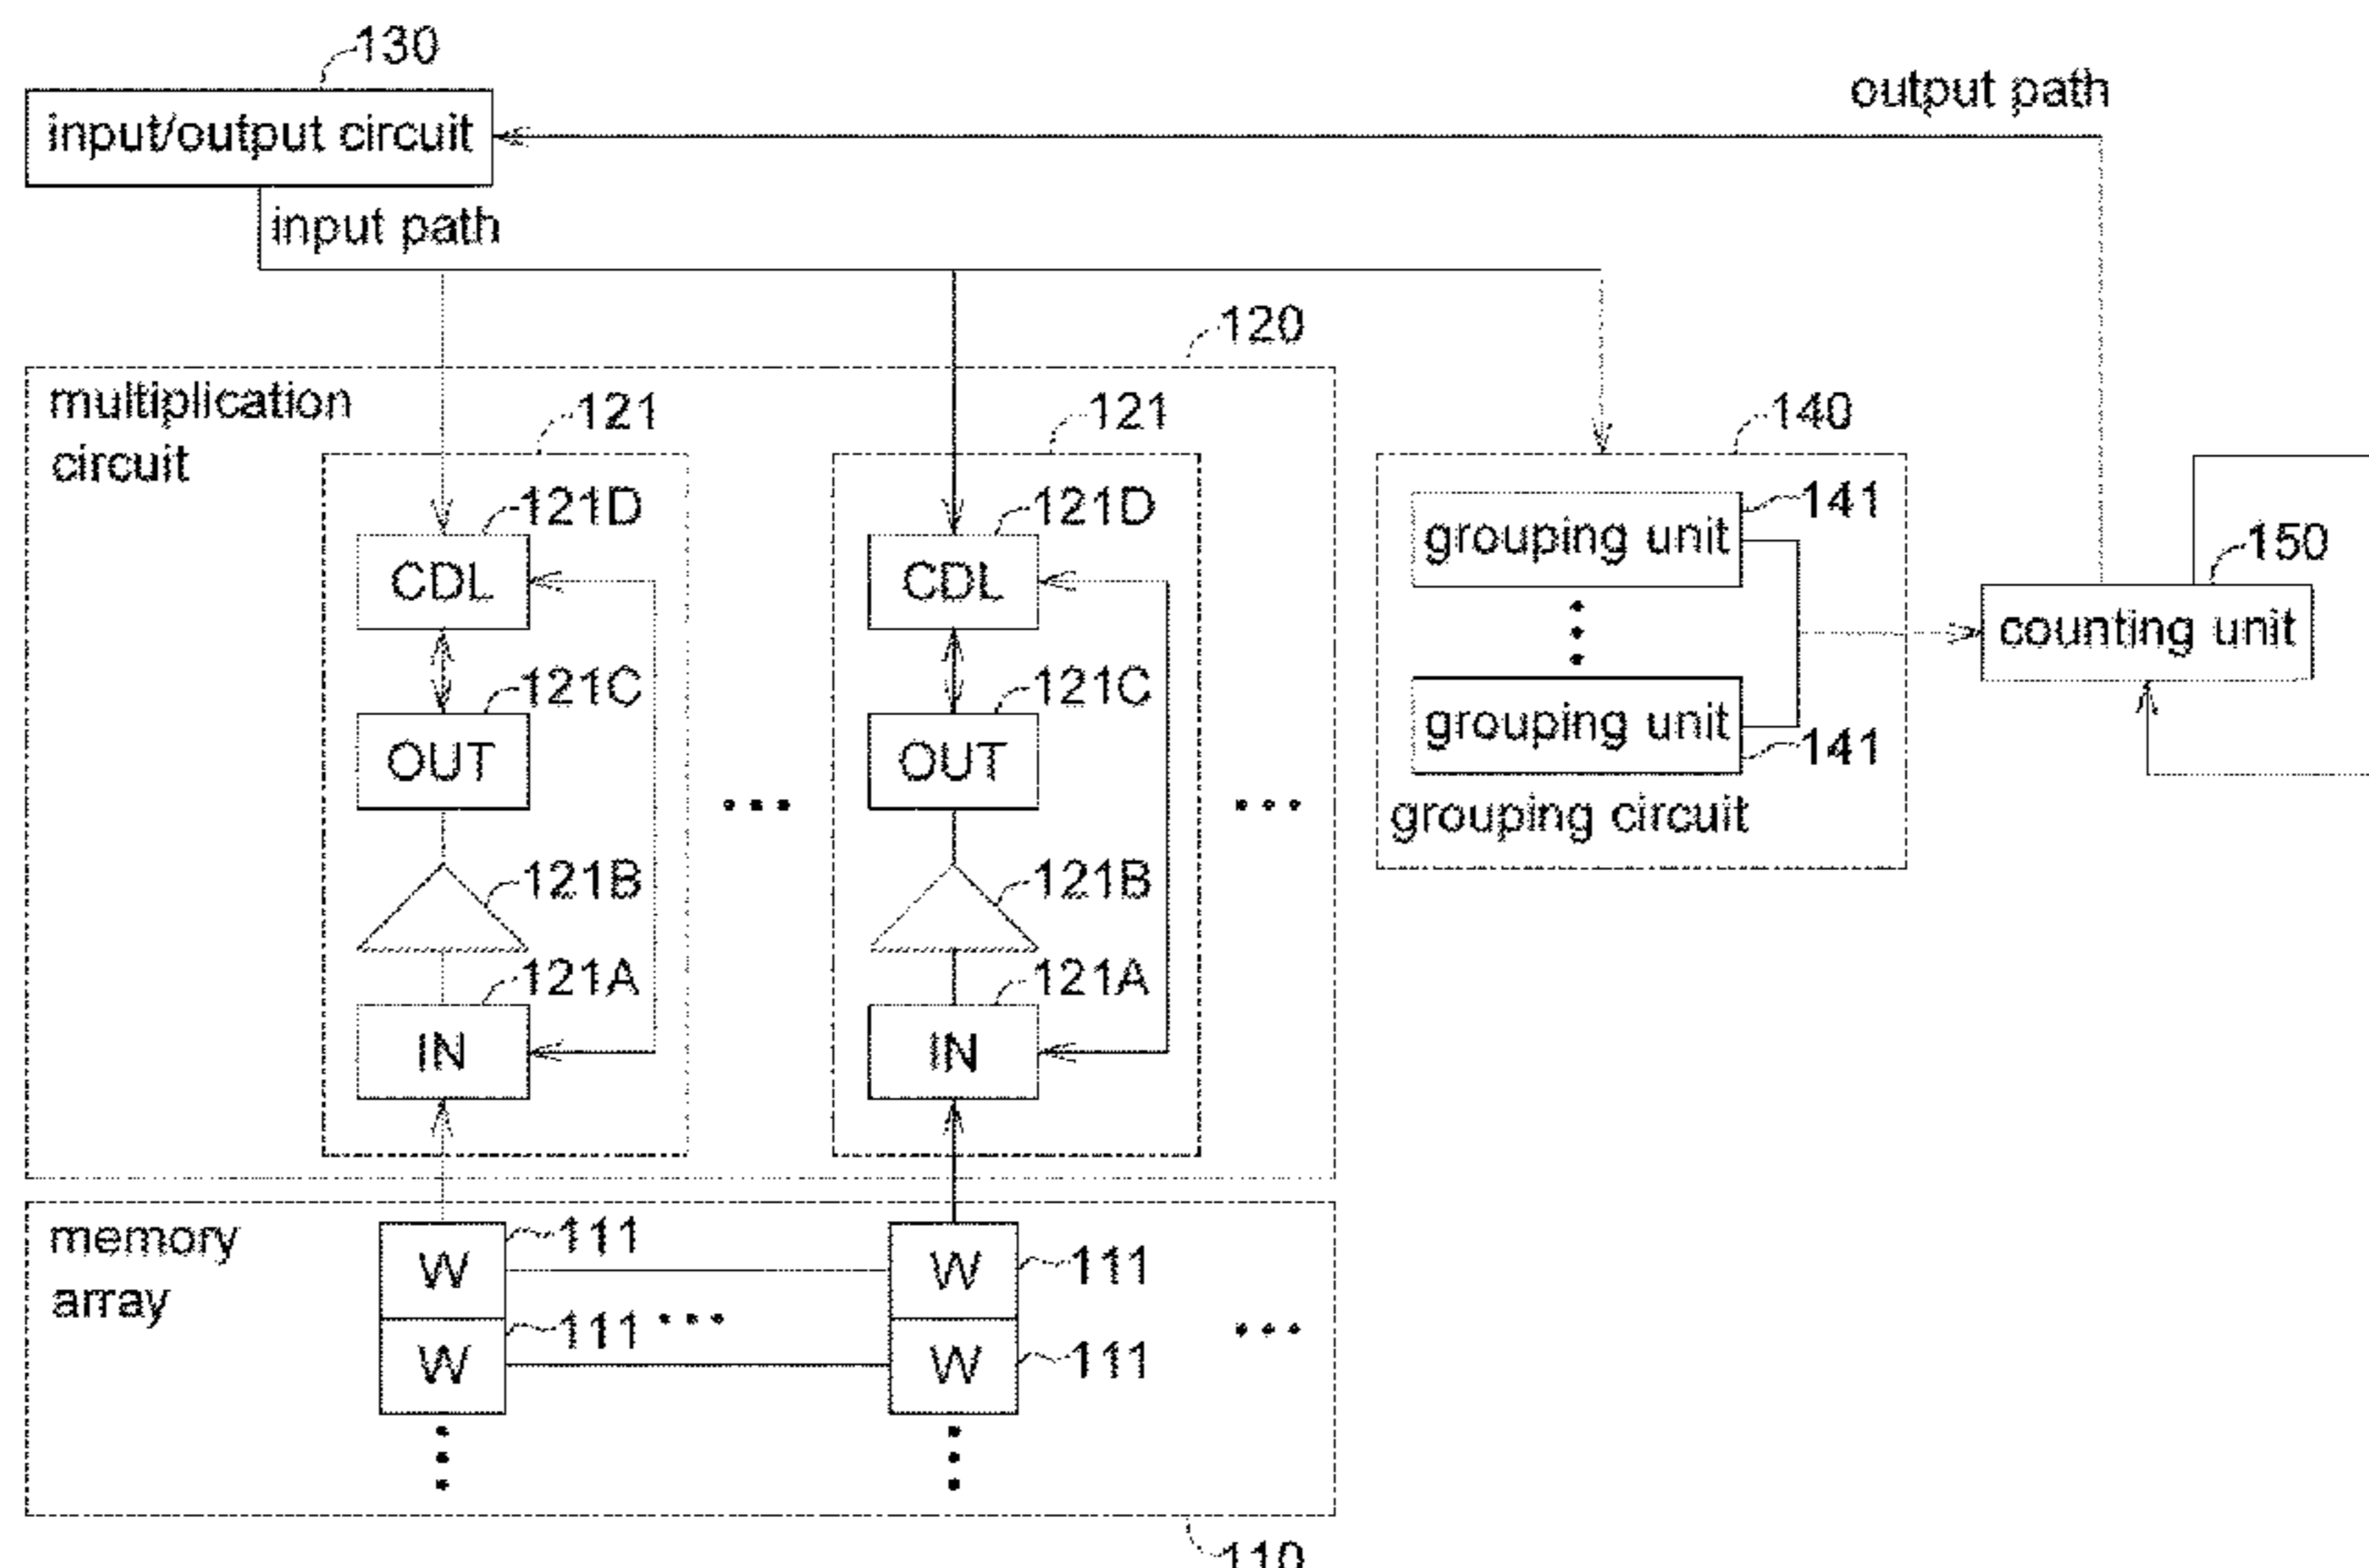 130
output path
input/output circuit
input path
120
multiplication
circuit
121
121
140
121D
121D
141
CDL
CDL
grouping unit
150
counting unit
121C
121C
grouping unit
OUT
OUT
141
grouping circuit
121B
121B
121A
121A
IN
IN
memory
array
111
W
W
111
111
W
W
111
110